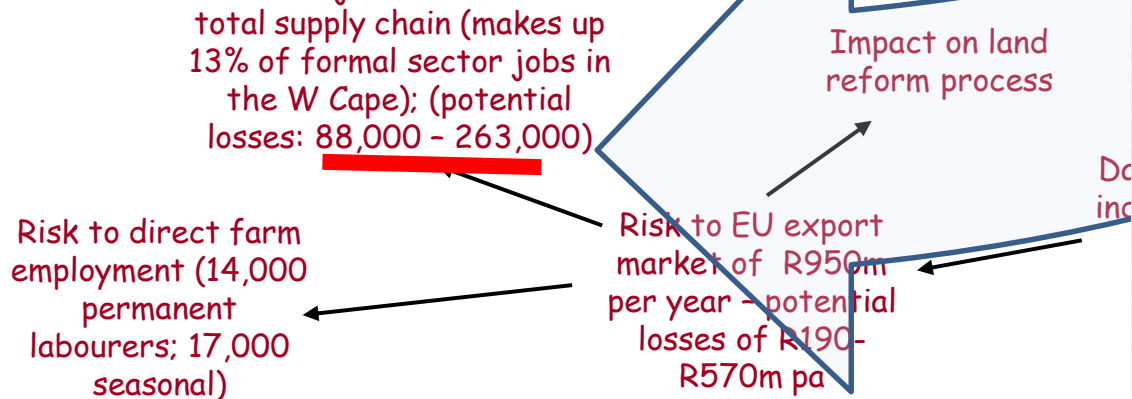 total supply chain (makes up
13% of formal sector jobs in
the W Cape); (potential
losses: 88,000 – 263,000)
Impact on land
reform process
Risk to direct farm
employment (14,000
permanent
labourers; 17,000
seasonal)
Risk to EU export
market of R950m
per year – potential
losses of R190-
R570m pa